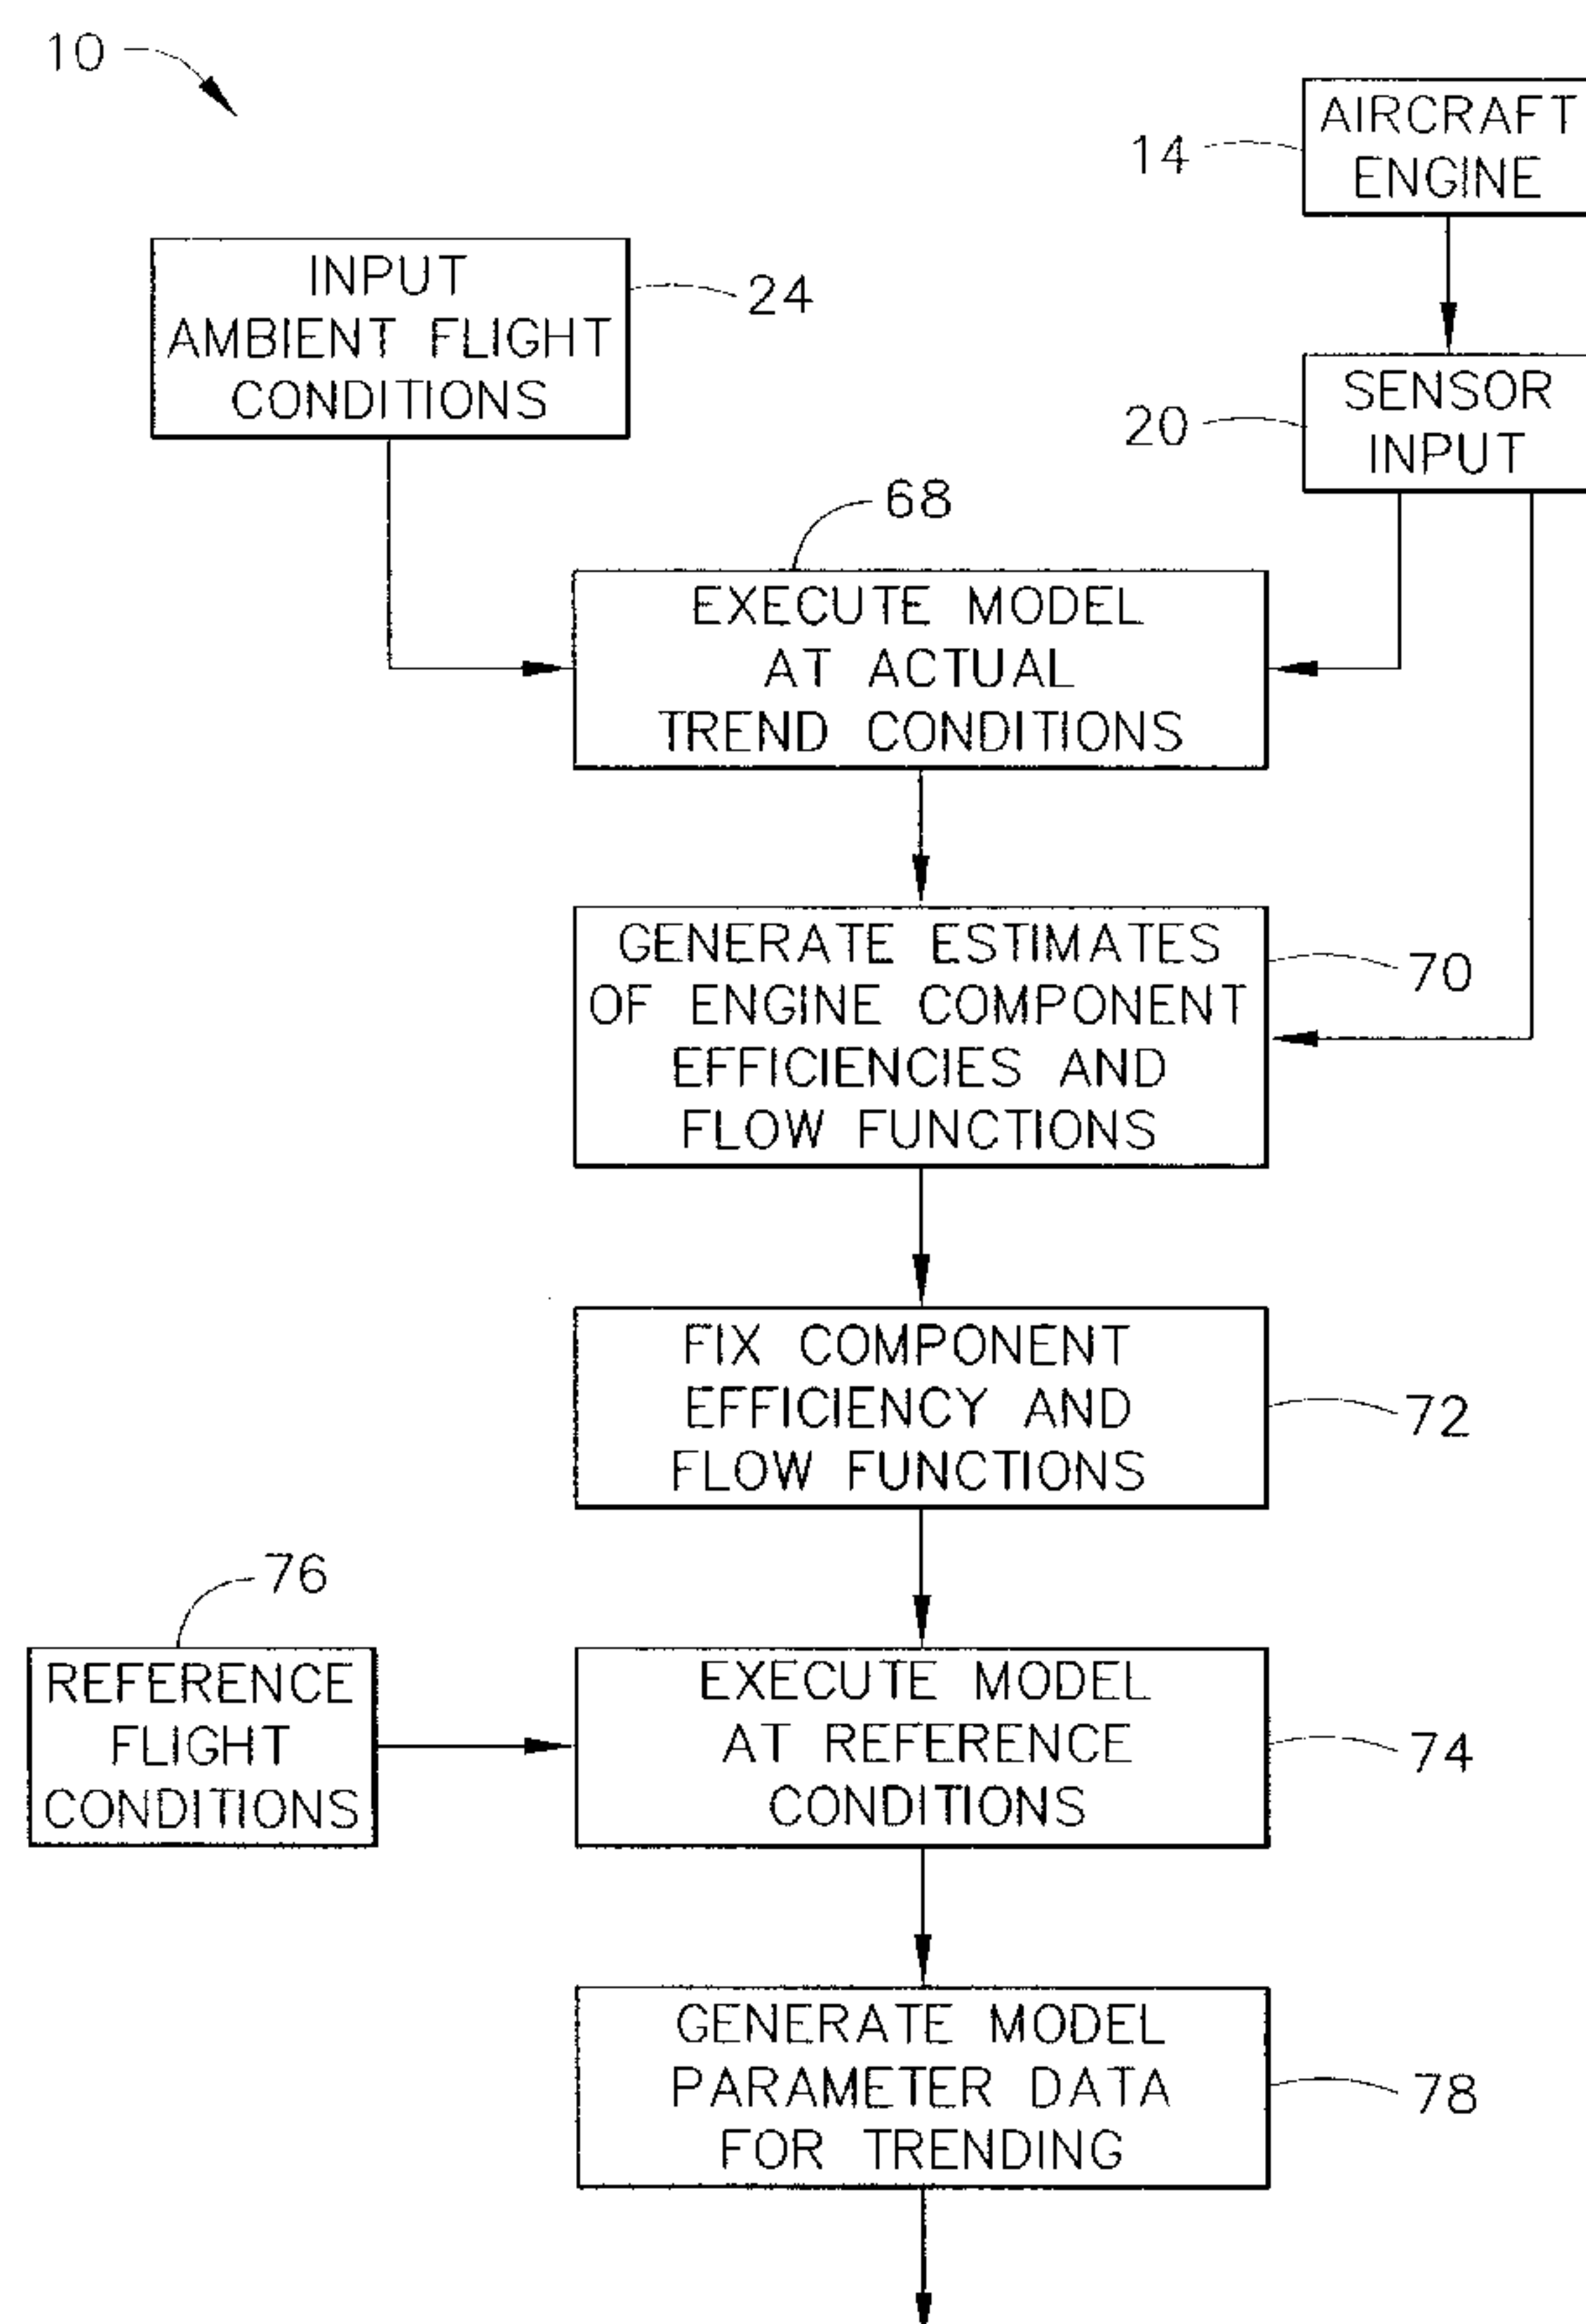 10
AIRCRAFT
ENGINE
14
INPUT
AMBIENT FLIGHT
CONDITIONS
24
SENSOR
INPUT
20
68
EXECUTE MODEL
AT ACTUAL
TREND CONDITIONS
GENERATE ESTIMATES
OF ENGINE COMPONENT
EFFICIENCIES AND
FLOW FUNCTIONS
70
FIX COMPONENT
EFFICIENCY AND
FLOW FUNCTIONS
72
76
REFERENCE
FLIGHT
CONDITIONS
EXECUTE MODEL
AT REFERENCE
CONDITIONS
74
GENERATE MODEL
PARAMETER DATA
FOR TRENDING
78